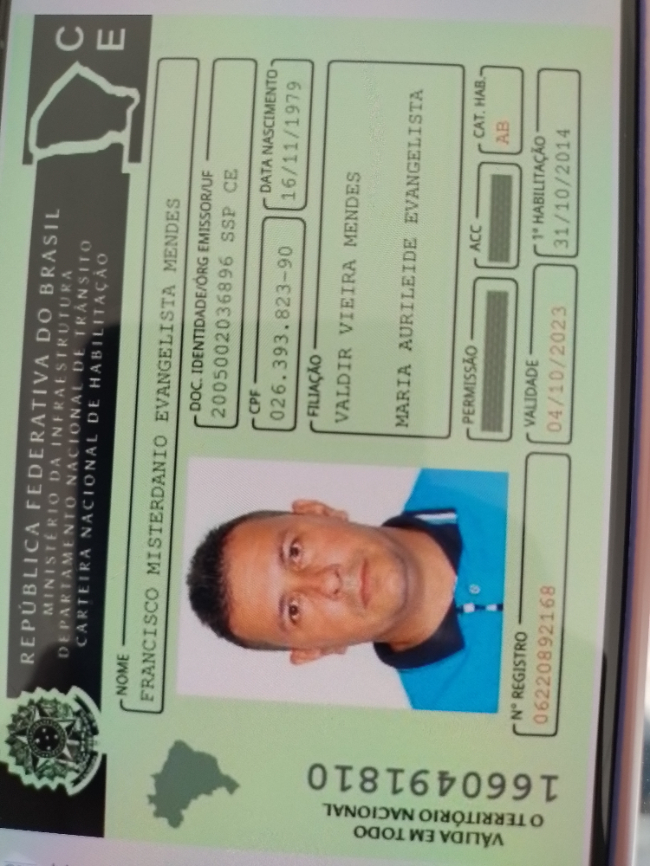 REPÚBLICA FEDERATIVA DO BRASIL
MINISTÉRIO DA INFRAESTRUTURA
DEPARTAMENTO NACIONAL DE TRÂNSITO
CARTEIRA NACIONAL DE HABILITAÇÃO
CE
NOME
FRANCISCO MISTERDANIO EVANGELISTA MENDES
DOC. IDENTIDADE/ÓRG EMISSOR/UF
2005002036896 SSP CE
CPF
026.393.823-90
DATA NASCIMENTO
16/11/1979
FILIAÇÃO
VALDIR VIEIRA MENDES
MARIA AURILEIDE EVANGELISTA
PERMISSÃO
ACC
CAT. HAB.
AB
Nº REGISTRO
06220892168
VALIDADE
04/10/2023
1ª HABILITAÇÃO
31/10/2014
VÁLIDA EM TODO
O TERRITÓRIO NACIONAL
1660491810